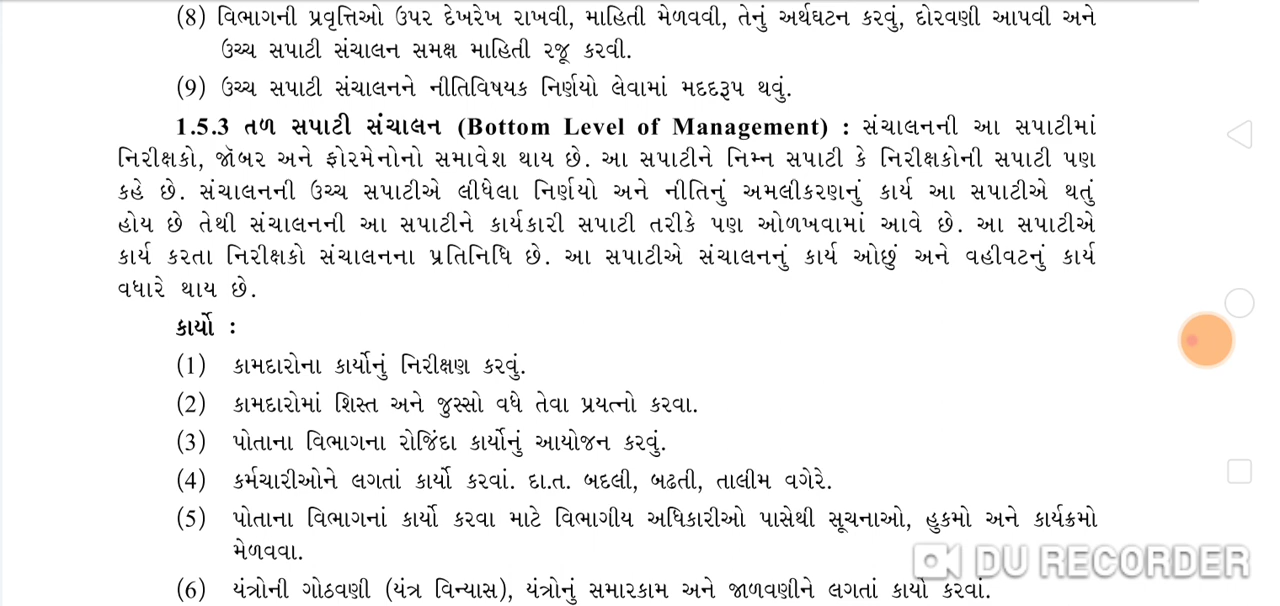 (8) વિભાગની પ્રવૃત્તિઓ ઉપર દેખરેખ રાખવી, માહિતી મેળવવી, તેનું અર્થઘટન કરવું, દોરવણી આપવી અને
ઉચ્ચ સપાટી સંચાલન સમક્ષ માહિતી રજૂ કરવી.
(9) ઉચ્ચ સપાટી સંચાલનને નીતિવિષયક નિર્ણયો લેવામાં મદદરૂપ થવું.
1.5.3 તળ સપાટી સંચાલન (Bottom Level of Management) : સંચાલનની આ સપાટીમાં
નિરીક્ષકો, જૉબર અને ફોરમેનોનો સમાવેશ થાય છે. આ સપાટીને નિમ્ન સપાટી કે નિરીક્ષકોની સપાટી પણ
કહે છે. સંચાલનની ઉચ્ચ સપાટીએ લીધેલા નિર્ણયો અને નીતિનું અમલીકરણનું કાર્ય આ સપાટીએ થતું
હોય છે તેથી સંચાલનની આ સપાટીને કાર્યકારી સપાટી તરીકે પણ ઓળખવામાં આવે છે. આ સપાટીએ
કાર્ય કરતા નિરીક્ષકો સંચાલનના પ્રતિનિધિ છે. આ સપાટીએ સંચાલનનું કાર્ય ઓછું અને વહીવટનું કાર્ય
વધારે થાય છે.
કાર્યો :
(1) કામદારોના કાર્યોનું નિરીક્ષણ કરવું.
(2) કામદારોમાં શિસ્ત અને જુસ્સો વધે તેવા પ્રયત્નો કરવા.
(3) પોતાના વિભાગના રોજિંદા કાર્યોનું આયોજન કરવું.
(4) કર્મચારીઓને લગતાં કાર્યો કરવાં. દા.ત. બદલી, બઢતી, તાલીમ વગેરે.
(5) પોતાના વિભાગનાં કાર્યો કરવા માટે વિભાગીય અધિકારીઓ પાસેથી સૂચનાઓ, હુકમો અને કાર્યક્રમો
મેળવવા.
DU RECORDER
(6) યંત્રોની ગોઠવણી (યંત્ર વિન્યાસ), યંત્રોનું સમારકામ અને જાળવણીને લગતાં કાર્યો કરવાં.